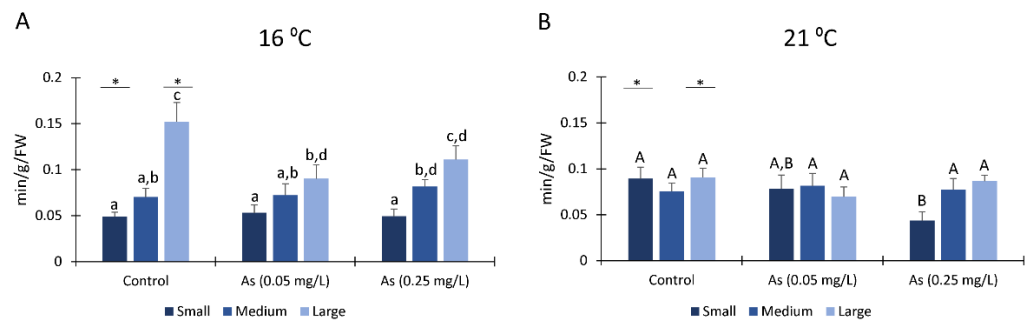 A
16 ⁰C
min/g/FW
0.2
0.15
0.1
0.05
0
* *
a a,b c
a a,b b,d
a b,d c,d
Control As (0.05 mg/L) As (0.25 mg/L)
Small Medium Large
B
21 ⁰C
min/g/FW
0.2
0.15
0.1
0.05
0
* *
A A A
A,B A A
B A A
Control As (0.05 mg/L) As (0.25 mg/L)
Small Medium Large